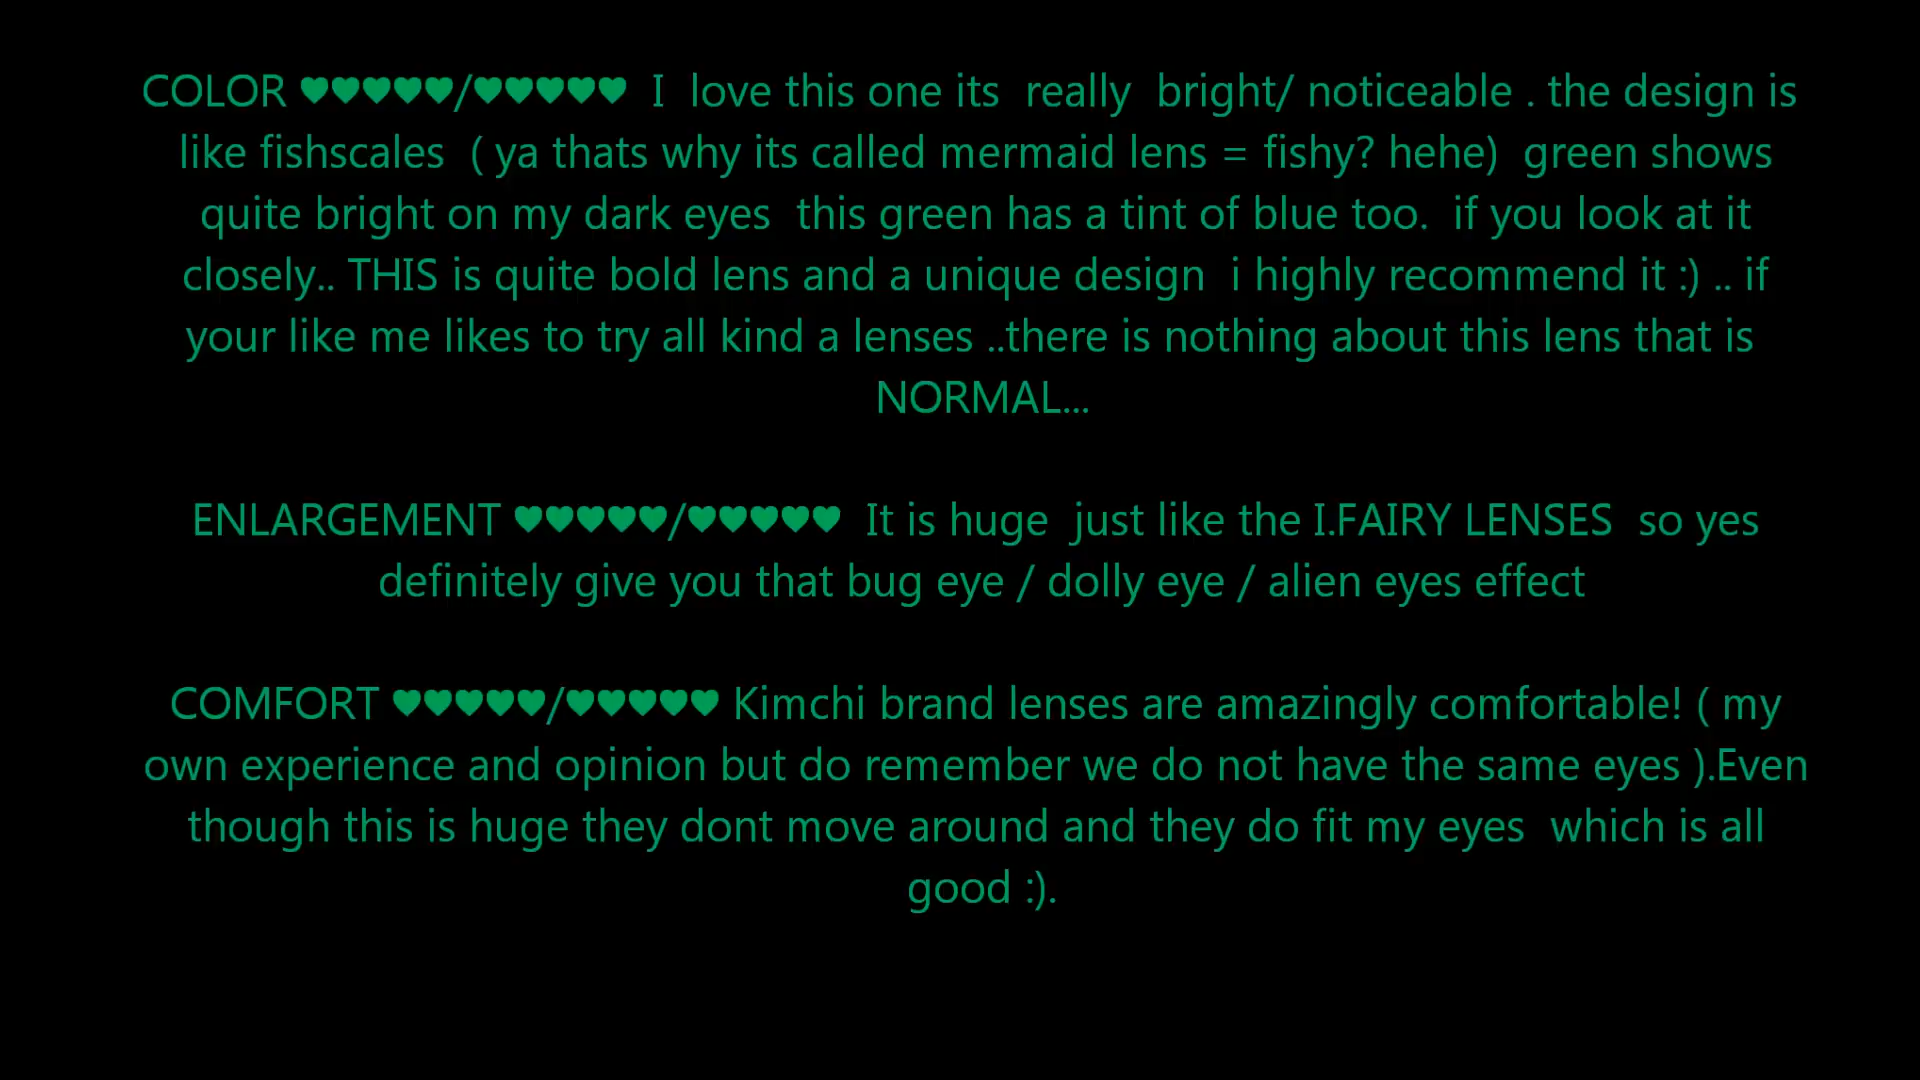 COLOR ♥♥♥♥♥/♥♥♥♥♥ I love this one its really bright/ noticeable . the design is
like fishscales ( ya thats why its called mermaid lens = fishy? hehe) green shows
quite bright on my dark eyes this green has a tint of blue too. if you look at it
closely.. THIS is quite bold lens and a unique design i highly recommend it :) .. if
your like me likes to try all kind a lenses ..there is nothing about this lens that is
NORMAL...
ENLARGEMENT ♥♥♥♥♥/♥♥♥♥♥ It is huge just like the I.FAIRY LENSES so yes
definitely give you that bug eye / dolly eye / alien eyes effect
COMFORT ♥♥♥♥♥/♥♥♥♥♥ Kimchi brand lenses are amazingly comfortable! ( my
own experience and opinion but do remember we do not have the same eyes ).Even
though this is huge they dont move around and they do fit my eyes which is all
good :).